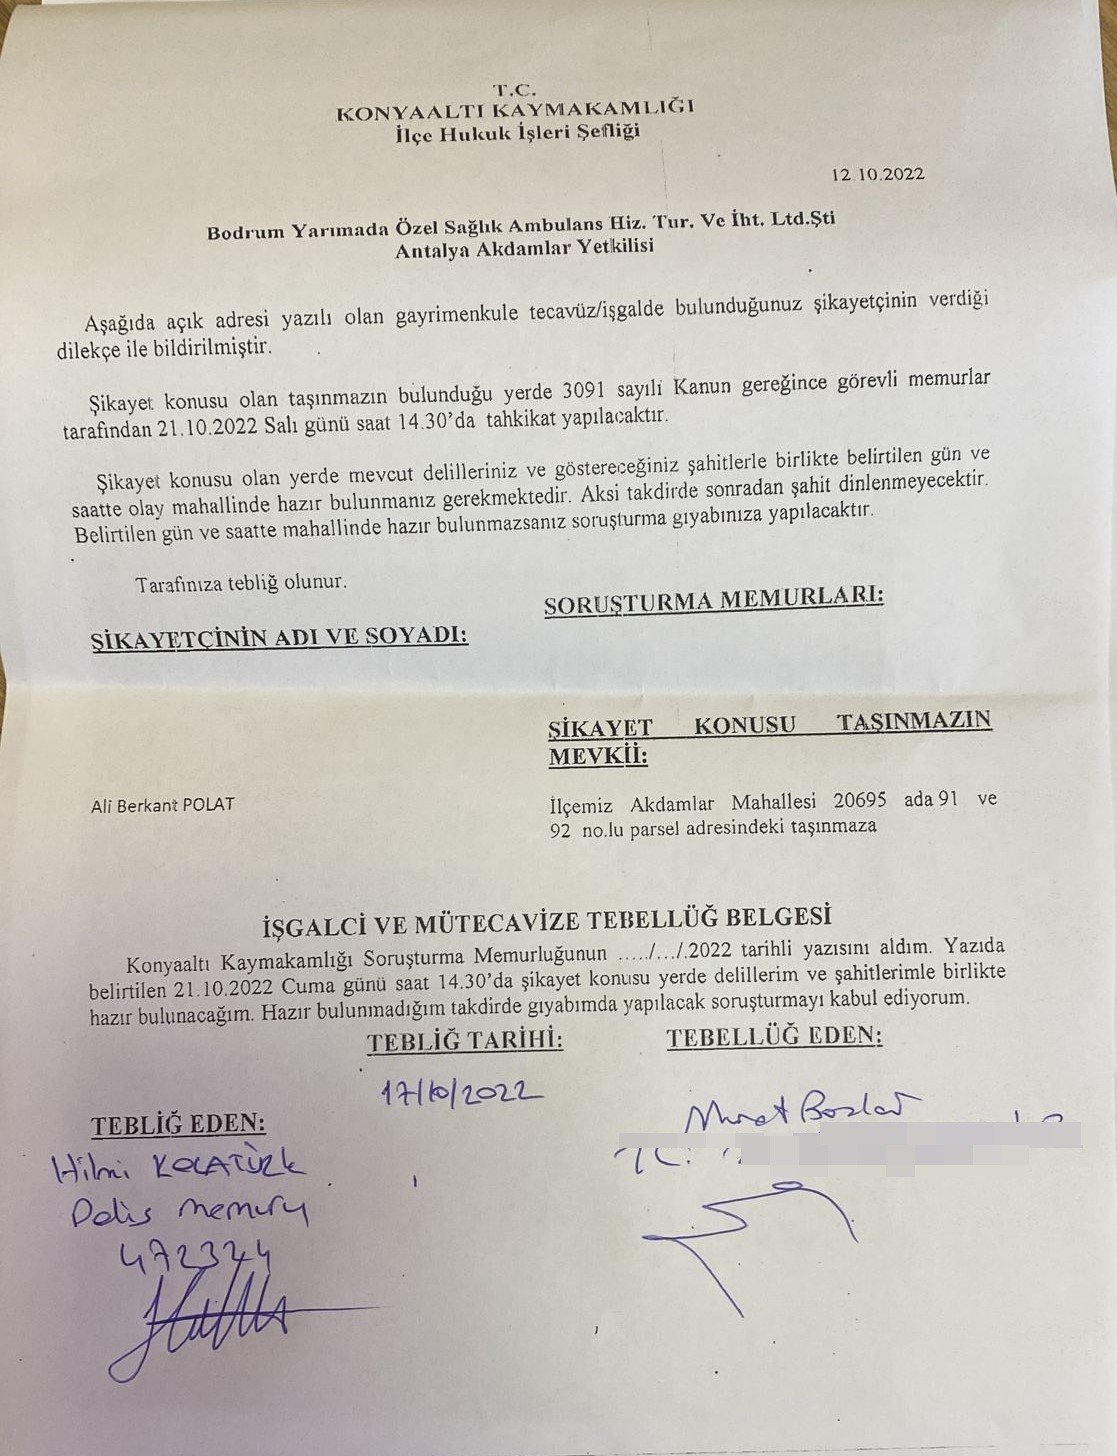 T.C.
KONYAALTI KAYMAKAMLIĞI
İlçe Hukuk İşleri Şefliği
12.10.2022
Bodrum Yarımada Özel Sağlık Ambulans Hiz. Tur. Ve İht. Ltd.Şti
Antalya Akdamlar Yetkilisi
Aşağıda açık adresi yazılı olan gayrimenkule tecavüz/işgalde bulunduğunuz şikayetçinin verdiği
dilekçe ile bildirilmiştir.
Şikayet konusu olan taşınmazın bulunduğu yerde 3091 sayılı Kanun gereğince görevli memurlar
tarafından 21.10.2022 Salı günü saat 14.30’da tahkikat yapılacaktır.
Şikayet konusu olan yerde mevcut delilleriniz ve göstereceğiniz şahitlerle birlikte belirtilen gün ve
saatte olay mahallinde hazır bulunmanız gerekmektedir. Aksi takdirde sonradan şahit dinlenmeyecektir.
Belirtilen gün ve saatte mahallinde hazır bulunmazsanız soruşturma gıyabınıza yapılacaktır.
Tarafınıza tebliğ olunur.
SORUŞTURMA MEMURLARI:
ŞİKAYETÇİNİN ADI VE SOYADI:
ŞİKAYET KONUSU TAŞINMAZIN
MEVKİİ:
Ali Berkant POLAT
İlçemiz Akdamlar Mahallesi 20695 ada 91 ve
92 no.lu parsel adresindeki taşınmaza
İŞGALCİ VE MÜTECAVİZE TEBELLÜĞ BELGESİ
Konyaaltı Kaymakamlığı Soruşturma Memurluğunun ...../.../.2022 tarihli yazısını aldım. Yazıda
belirtilen 21.10.2022 Cuma günü saat 14.30’da şikayet konusu yerde delillerim ve şahitlerimle birlikte
hazır bulunacağım. Hazır bulunmadığım takdirde gıyabımda yapılacak soruşturmayı kabul ediyorum.
TEBLİĞ TARİHİ:
TEBELLÜĞ EDEN:
17/10/2022
Murat Bozlar
TEBLİĞ EDEN:
Hilmi KOCATÜRK
Polis memuru
472324